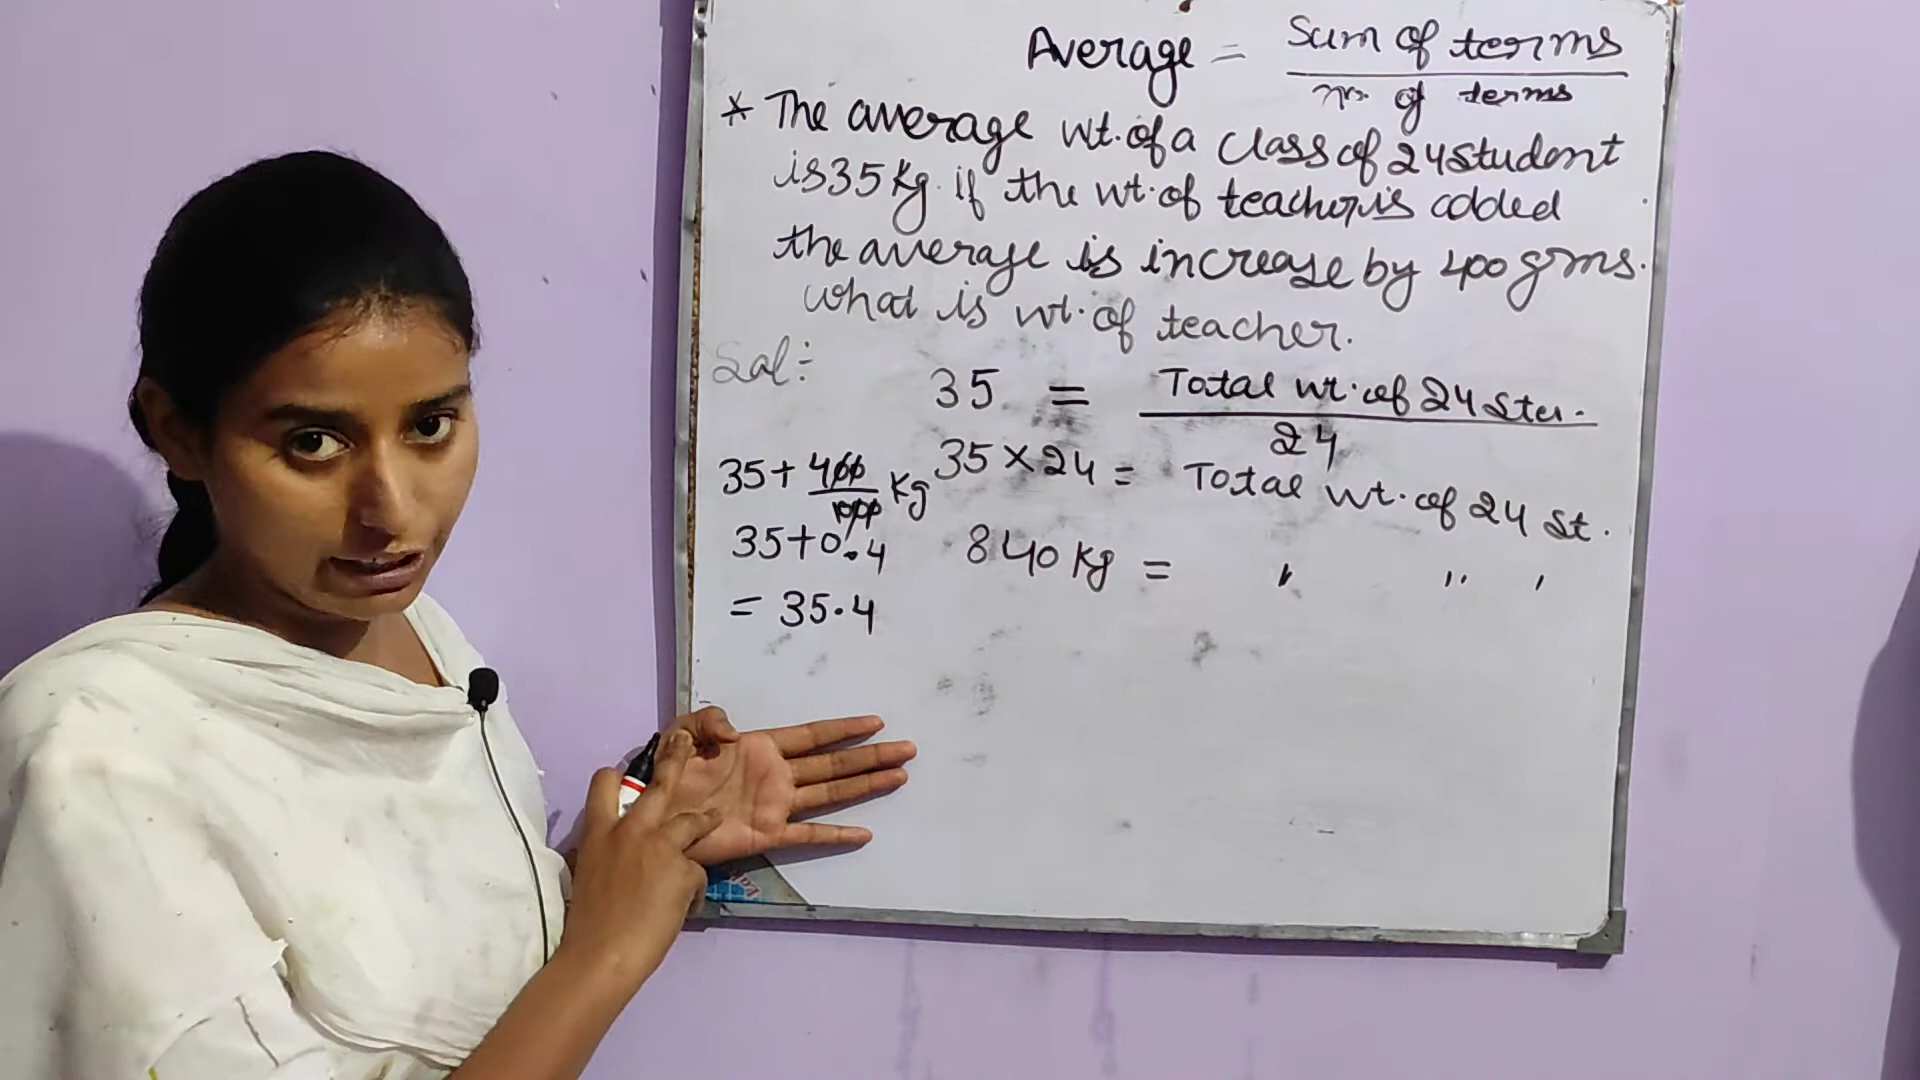 Average = Sum of terms
no. of terms
* The average wt. of a class of 24 student
is 35 kg. if the wt. of teacher is added
the average is increase by 400 grms.
what is wt. of teacher.
Sol:-
35 = Total wt. of 24 Stu.
24
35 + 400 kg
1000
35 × 24 = Total wt. of 24 St.
35 + 0.4
840 kg = " " "
= 35.4